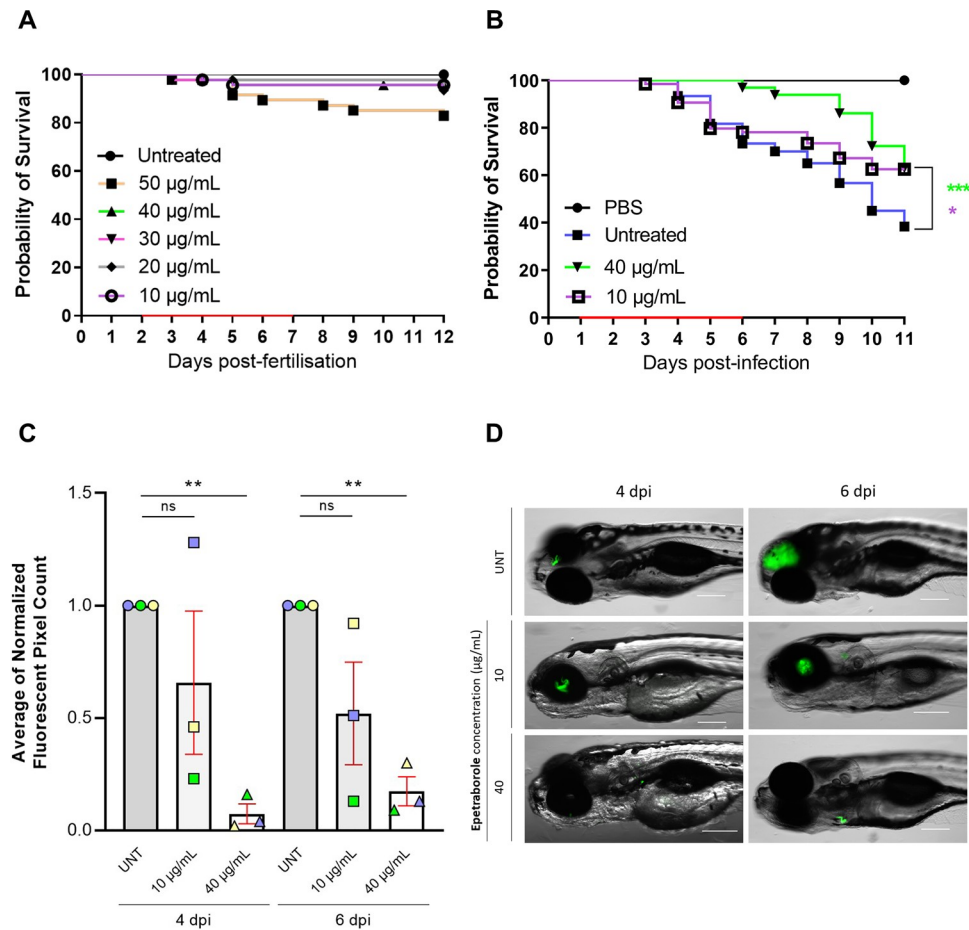 A
Probability of Survival
100
80
60
40
20
0
Untreated
50 µg/mL
40 µg/mL
30 µg/mL
20 µg/mL
10 µg/mL
0 1 2 3 4 5 6 7 8 9 10 11 12
Days post-fertilisation
B
Probability of Survival
100
80
60
40
20
0
PBS
Untreated
40 µg/mL
10 µg/mL
***
*
0 1 2 3 4 5 6 7 8 9 10 11
Days post-infection
C
Average of Normalized
Fluorescent Pixel Count
1.5
1.0
0.5
0.0
**
ns
**
ns
UNT
10 µg/mL
40 µg/mL
UNT
10 µg/mL
40 µg/mL
4 dpi
6 dpi
D
4 dpi
6 dpi
UNT
10
40
Epetraborole concentration (µg/mL)